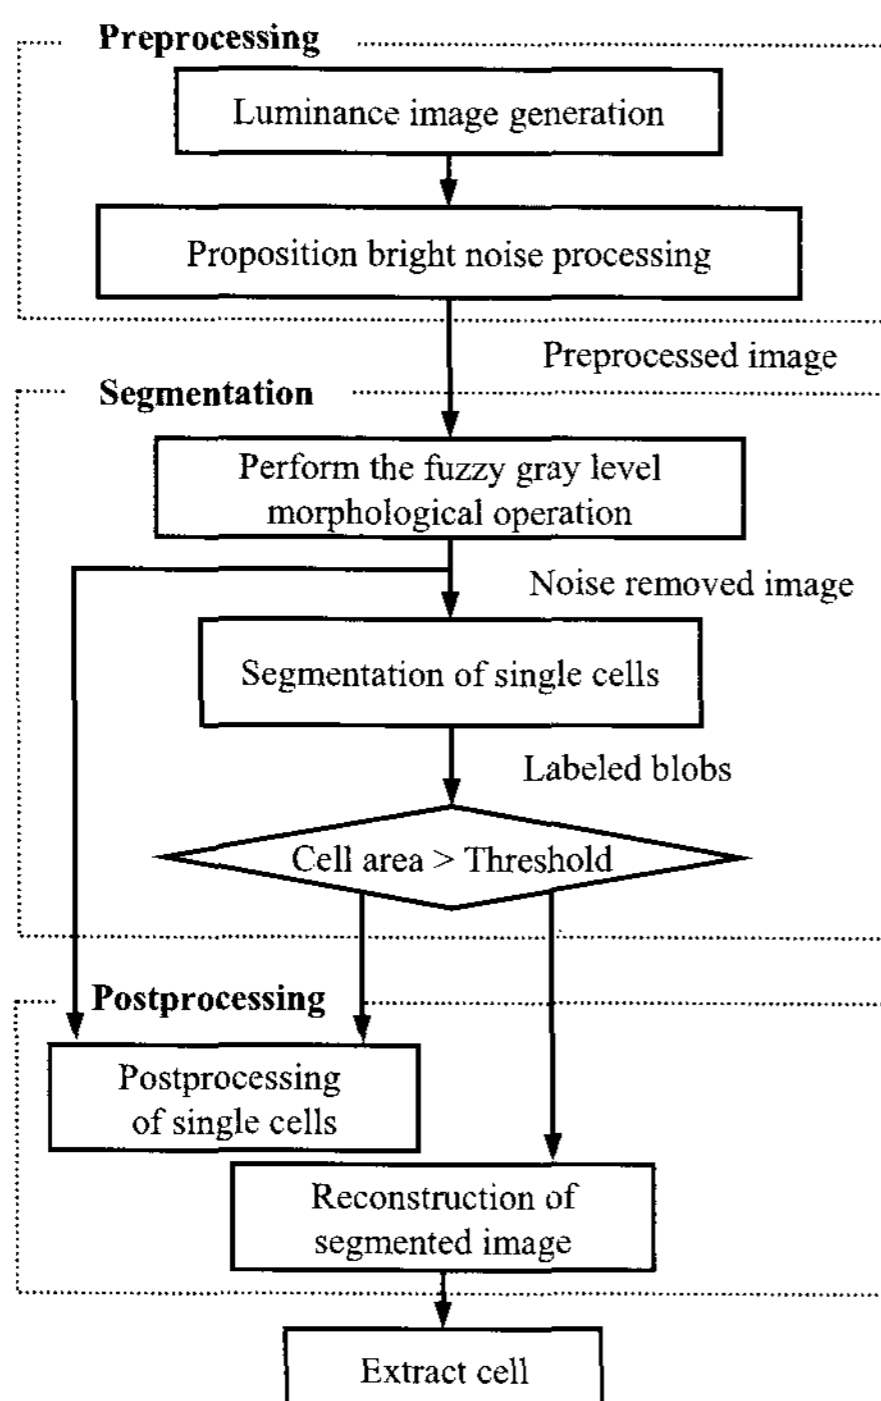 Preprocessing
Luminance image generation
Proposition bright noise processing
Preprocessed image
Segmentation
Perform the fuzzy gray level
morphological operation
Noise removed image
Segmentation of single cells
Labeled blobs
Cell area > Threshold
Postprocessing
Postprocessing
of single cells
Reconstruction of
segmented image
Extract cell